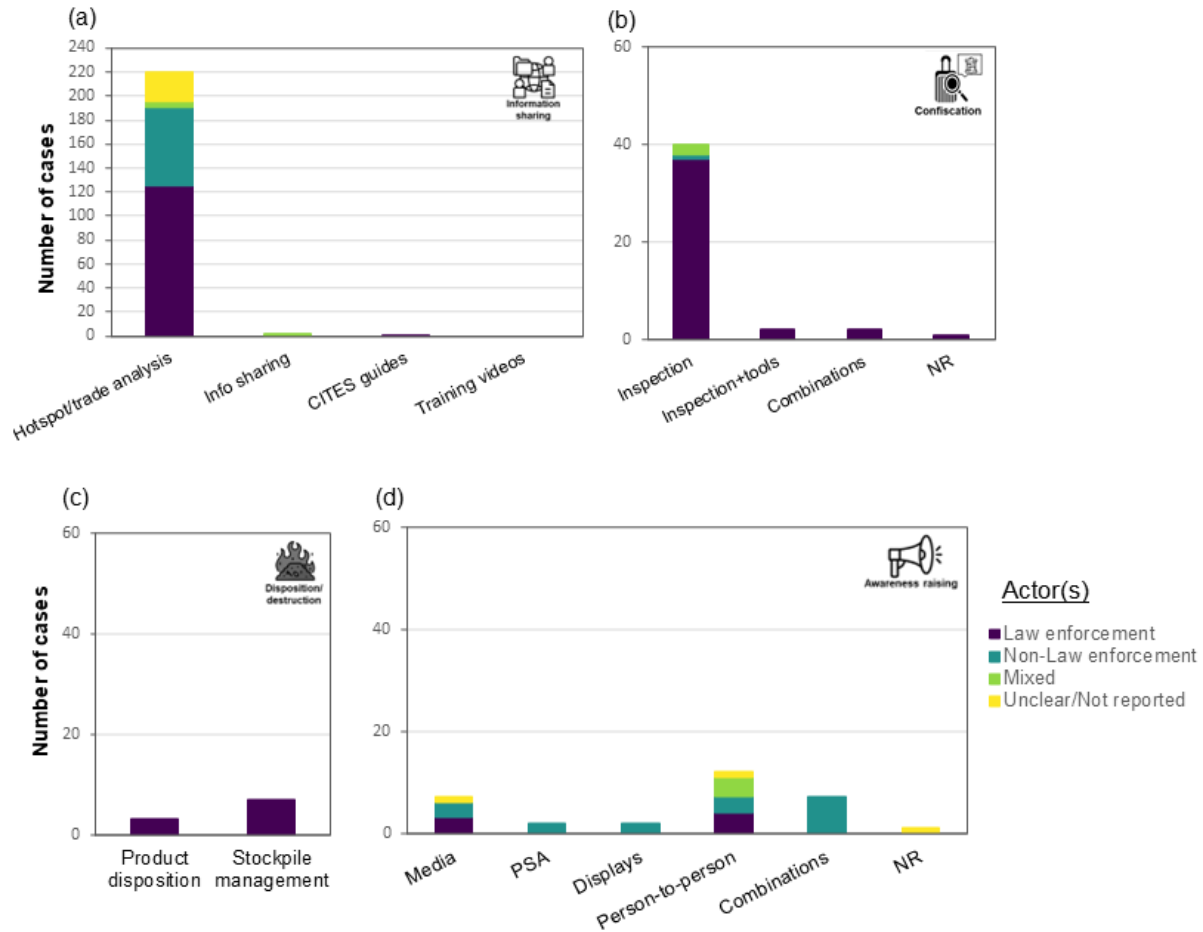 (a)
Number of cases
240
220
200
180
160
140
120
100
80
60
40
20
0
Information
sharing
Hotspot/trade analysis
Info sharing
CITES guides
Training videos
(b)
60
40
20
0
Confiscation
Inspection
Inspection+tools
Combinations
NR
(c)
Number of cases
60
40
20
0
Disposition/
destruction
Product
disposition
Stockpile
management
(d)
60
40
20
0
Awareness raising
Media
PSA
Displays
Person-to-person
Combinations
NR
Actor(s)
Law enforcement
Non-Law enforcement
Mixed
Unclear/Not reported